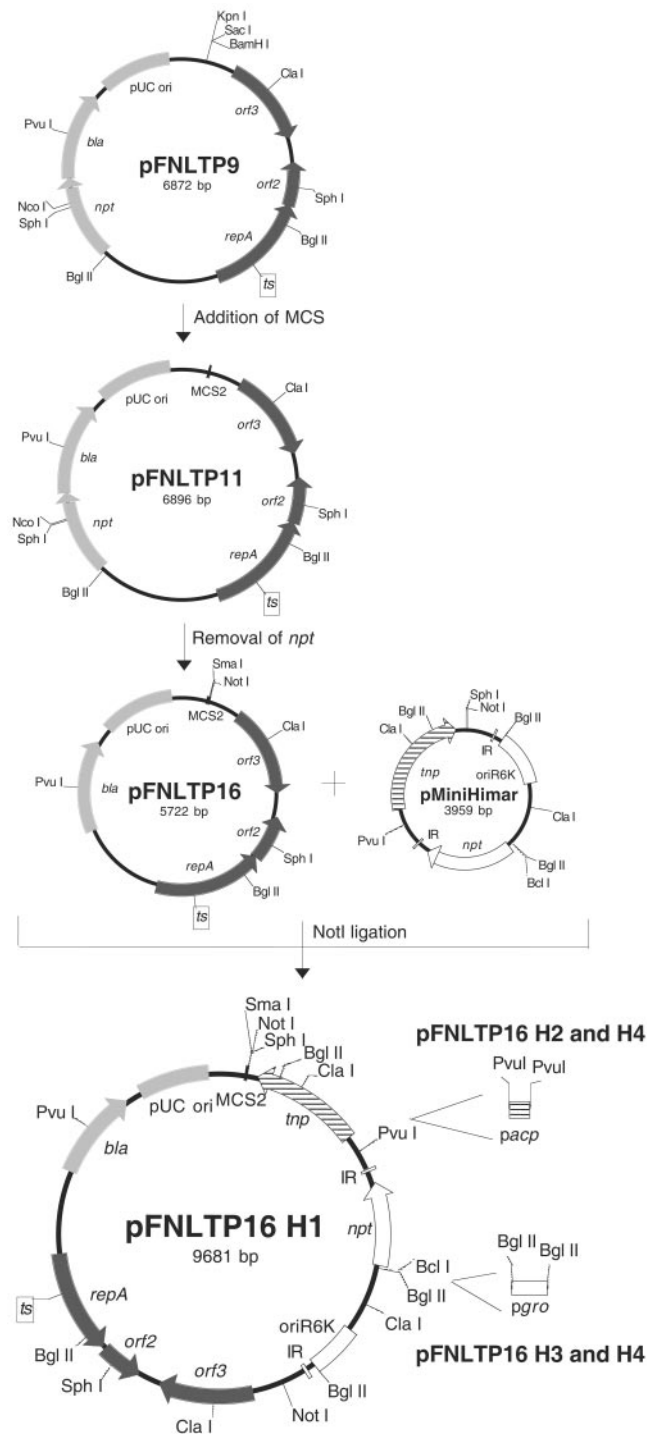 Kpn I
Sac I
BamH I
Cla I
pUC ori
orf3
Pvu I
bla
pFNLTP9
6872 bp
orf2
Sph I
Nco I
Sph I
npt
Bgl II
repA
Bgl II
ts
Addition of MCS
MCS2
Cla I
pUC ori
orf3
Pvu I
bla
pFNLTP11
6896 bp
orf2
Sph I
Nco I
Sph I
npt
Bgl II
repA
Bgl II
ts
Removal of npt
Sma I
Not I
MCS2
pUC ori
Cla I
orf3
Pvu I
bla
pFNLTP16
5722 bp
orf2
Sph I
repA
Bgl II
ts
+
Sph I
Not I
Bgl II
Bgl II
Cla I
IR
tnp
oriR6K
pMiniHimar
3959 bp
Cla I
Pvu I
IR
npt
Bgl II
Bcl I
NotI ligation
Sma I
Not I
Sph I
Bgl II
Cla I
MCS2
pUC ori
tnp
Pvu I
bla
Pvu I
IR
npt
pFNLTP16 H1
9681 bp
Bcl I
Bgl II
Cla I
ts
repA
oriR6K
Bgl II
orf2
IR
Sph I
orf3
Bgl II
Cla I
Not I
pFNLTP16 H2 and H4
PvuI PvuI
pacp
Bgl II Bgl II
pgro
pFNLTP16 H3 and H4